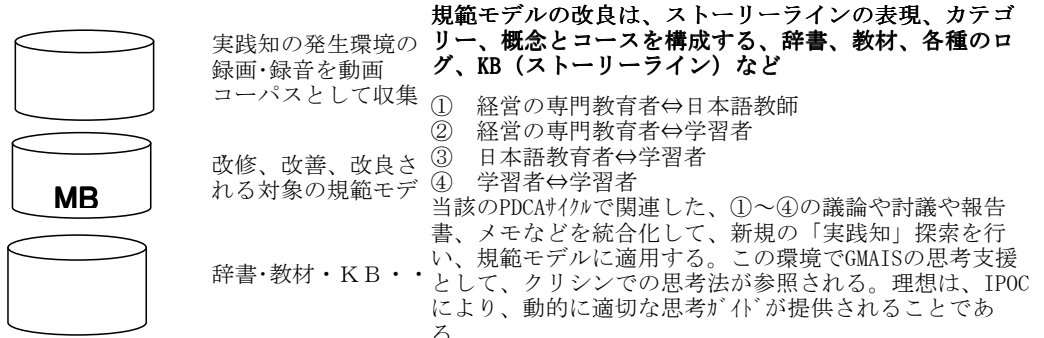 実践知の発生環境の
録画･録音を動画
コーパスとして収集
MB
改修、改善、改良さ
れる対象の規範モデ
辞書･教材・ＫＢ・・
規範モデルの改良は、ストーリーラインの表現、カテゴ
リー、概念とコースを構成する、辞書、教材、各種のロ
グ、KB（ストーリーライン）など
①　経営の専門教育者⇔日本語教師
②　経営の専門教育者⇔学習者
③　日本語教育者⇔学習者
④　学習者⇔学習者
当該のPDCAｻｲｸﾙで関連した、①～④の議論や討議や報告
書、メモなどを統合化して、新規の「実践知」探索を行
い、規範モデルに適用する。この環境でGMAISの思考支援
として、クリシンでの思考法が参照される。理想は、IPOC
により、動的に適切な思考ｶﾞｲﾄﾞが提供されることであ
る